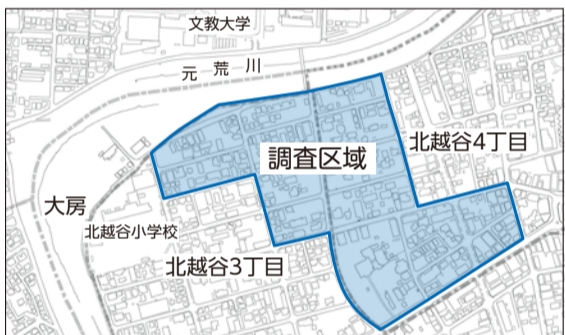 文教大学
元荒川
北越谷4丁目
調査区域
大房
北越谷小学校
北越谷3丁目